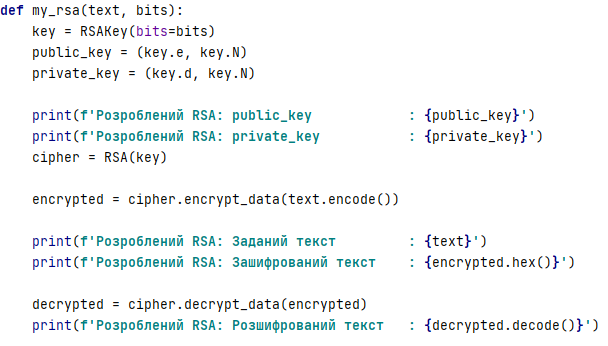 def my_rsa(text, bits):
    key = RSAKey(bits=bits)
    public_key = (key.e, key.N)
    private_key = (key.d, key.N)

    print(f'Розроблений RSA: public_key            : {public_key}')
    print(f'Розроблений RSA: private_key           : {private_key}')
    cipher = RSA(key)

    encrypted = cipher.encrypt_data(text.encode())

    print(f'Розроблений RSA: Заданий текст         : {text}')
    print(f'Розроблений RSA: Зашифрований текст    : {encrypted.hex()}')

    decrypted = cipher.decrypt_data(encrypted)
    print(f'Розроблений RSA: Розшифрований текст   : {decrypted.decode()}')